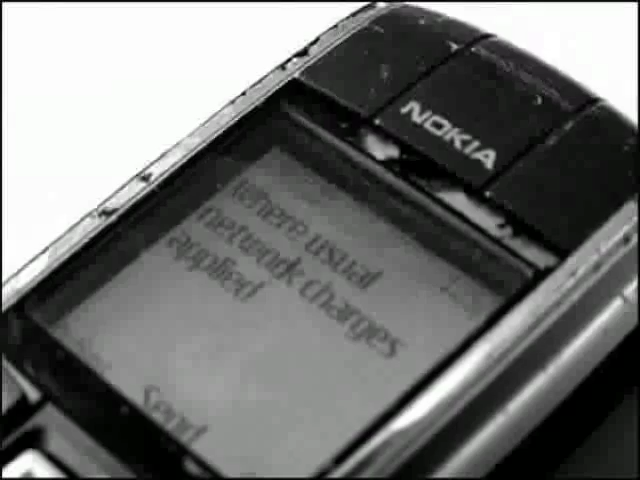 NOKIA
where usual
network charges
applied
Send